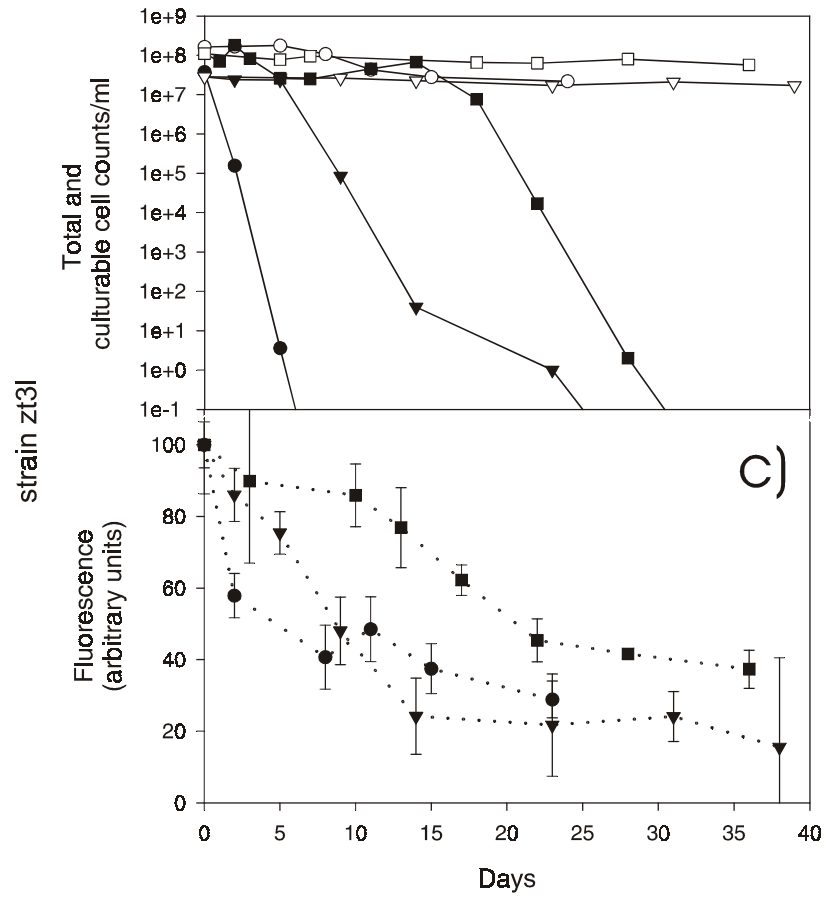 1e+9
1e+8
1e+7
1e+6
1e+5
1e+4
1e+3
1e+2
1e+1
1e+0
1e-1
Total and
culturable cell counts/ml
strain zt3l
C)
100
80
60
40
20
0
Fluorescence
(arbitrary units)
0 5 10 15 20 25 30 35 40
Days